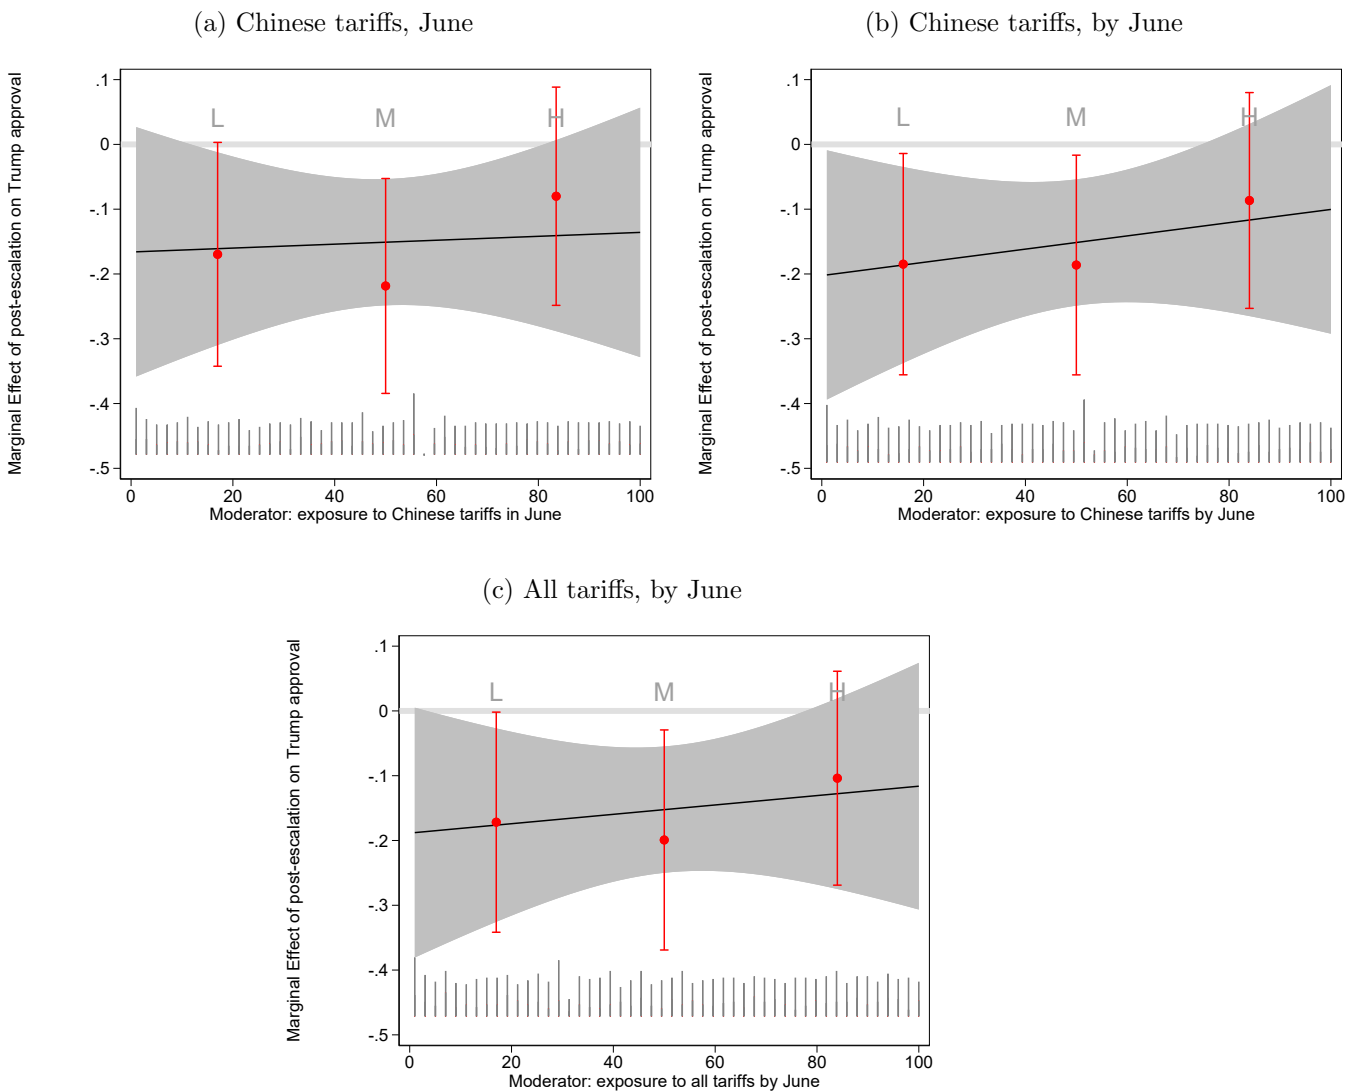 (a) Chinese tariffs, June
(b) Chinese tariffs, by June
Marginal Effect of post-escalation on Trump approval
.1
0
-.1
-.2
-.3
-.4
-.5
L
M
H
0 20 40 60 80 100
Moderator: exposure to Chinese tariffs in June
Marginal Effect of post-escalation on Trump approval
.1
0
-.1
-.2
-.3
-.4
-.5
L
M
H
0 20 40 60 80 100
Moderator: exposure to Chinese tariffs by June
(c) All tariffs, by June
Marginal Effect of post-escalation on Trump approval
.1
0
-.1
-.2
-.3
-.4
-.5
L
M
H
0 20 40 60 80 100
Moderator: exposure to all tariffs by June